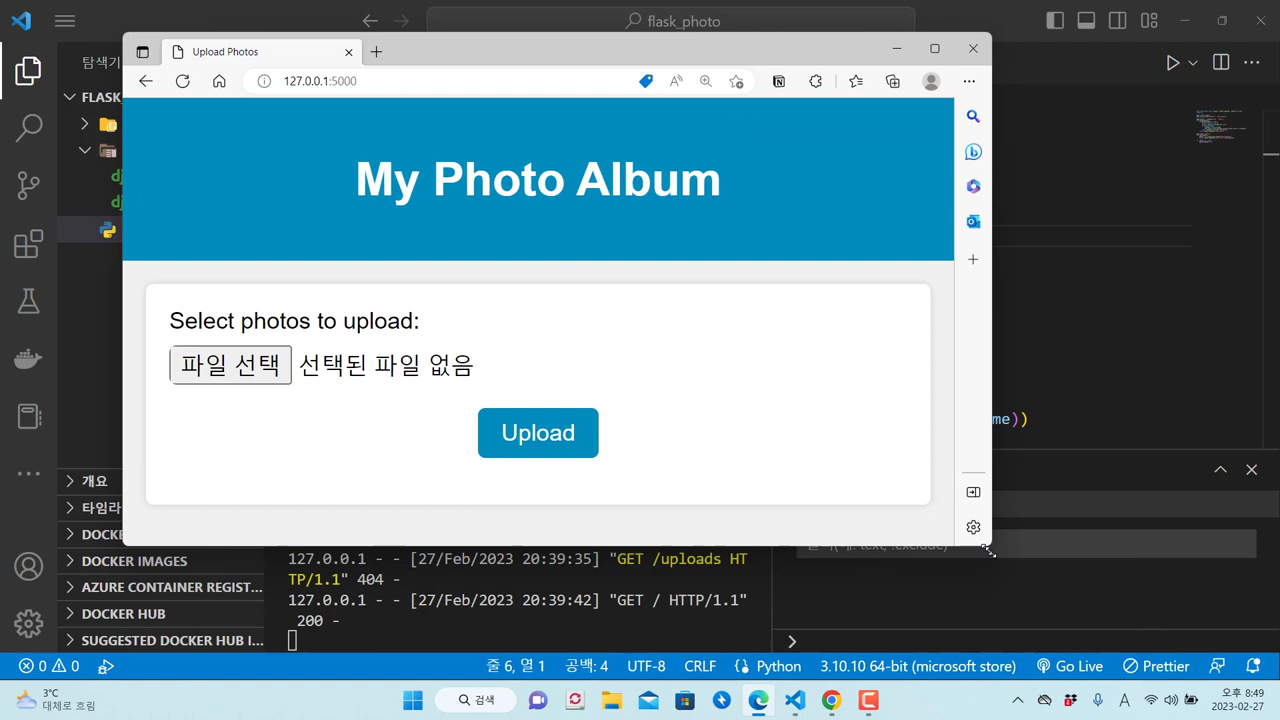 flask_photo
Upload Photos
127.0.0.1:5000
탐색기
FLASK_
My Photo Album
Select photos to upload:
파일 선택 선택된 파일 없음
Upload
me))
개요
타임라
DOCKE
DOCKER IMAGES
AZURE CONTAINER REGIST...
DOCKER HUB
SUGGESTED DOCKER HUB I...
127.0.0.1 - - [27/Feb/2023 20:39:35] "GET /uploads HT
TP/1.1" 404 -
127.0.0.1 - - [27/Feb/2023 20:39:42] "GET / HTTP/1.1"
200 -
0 0
줄 6, 열 1 공백: 4 UTF-8 CRLF Python 3.10.10 64-bit (microsoft store) Go Live Prettier
3°C
대체로 흐림
검색
A
오후 8:49
2023-02-27